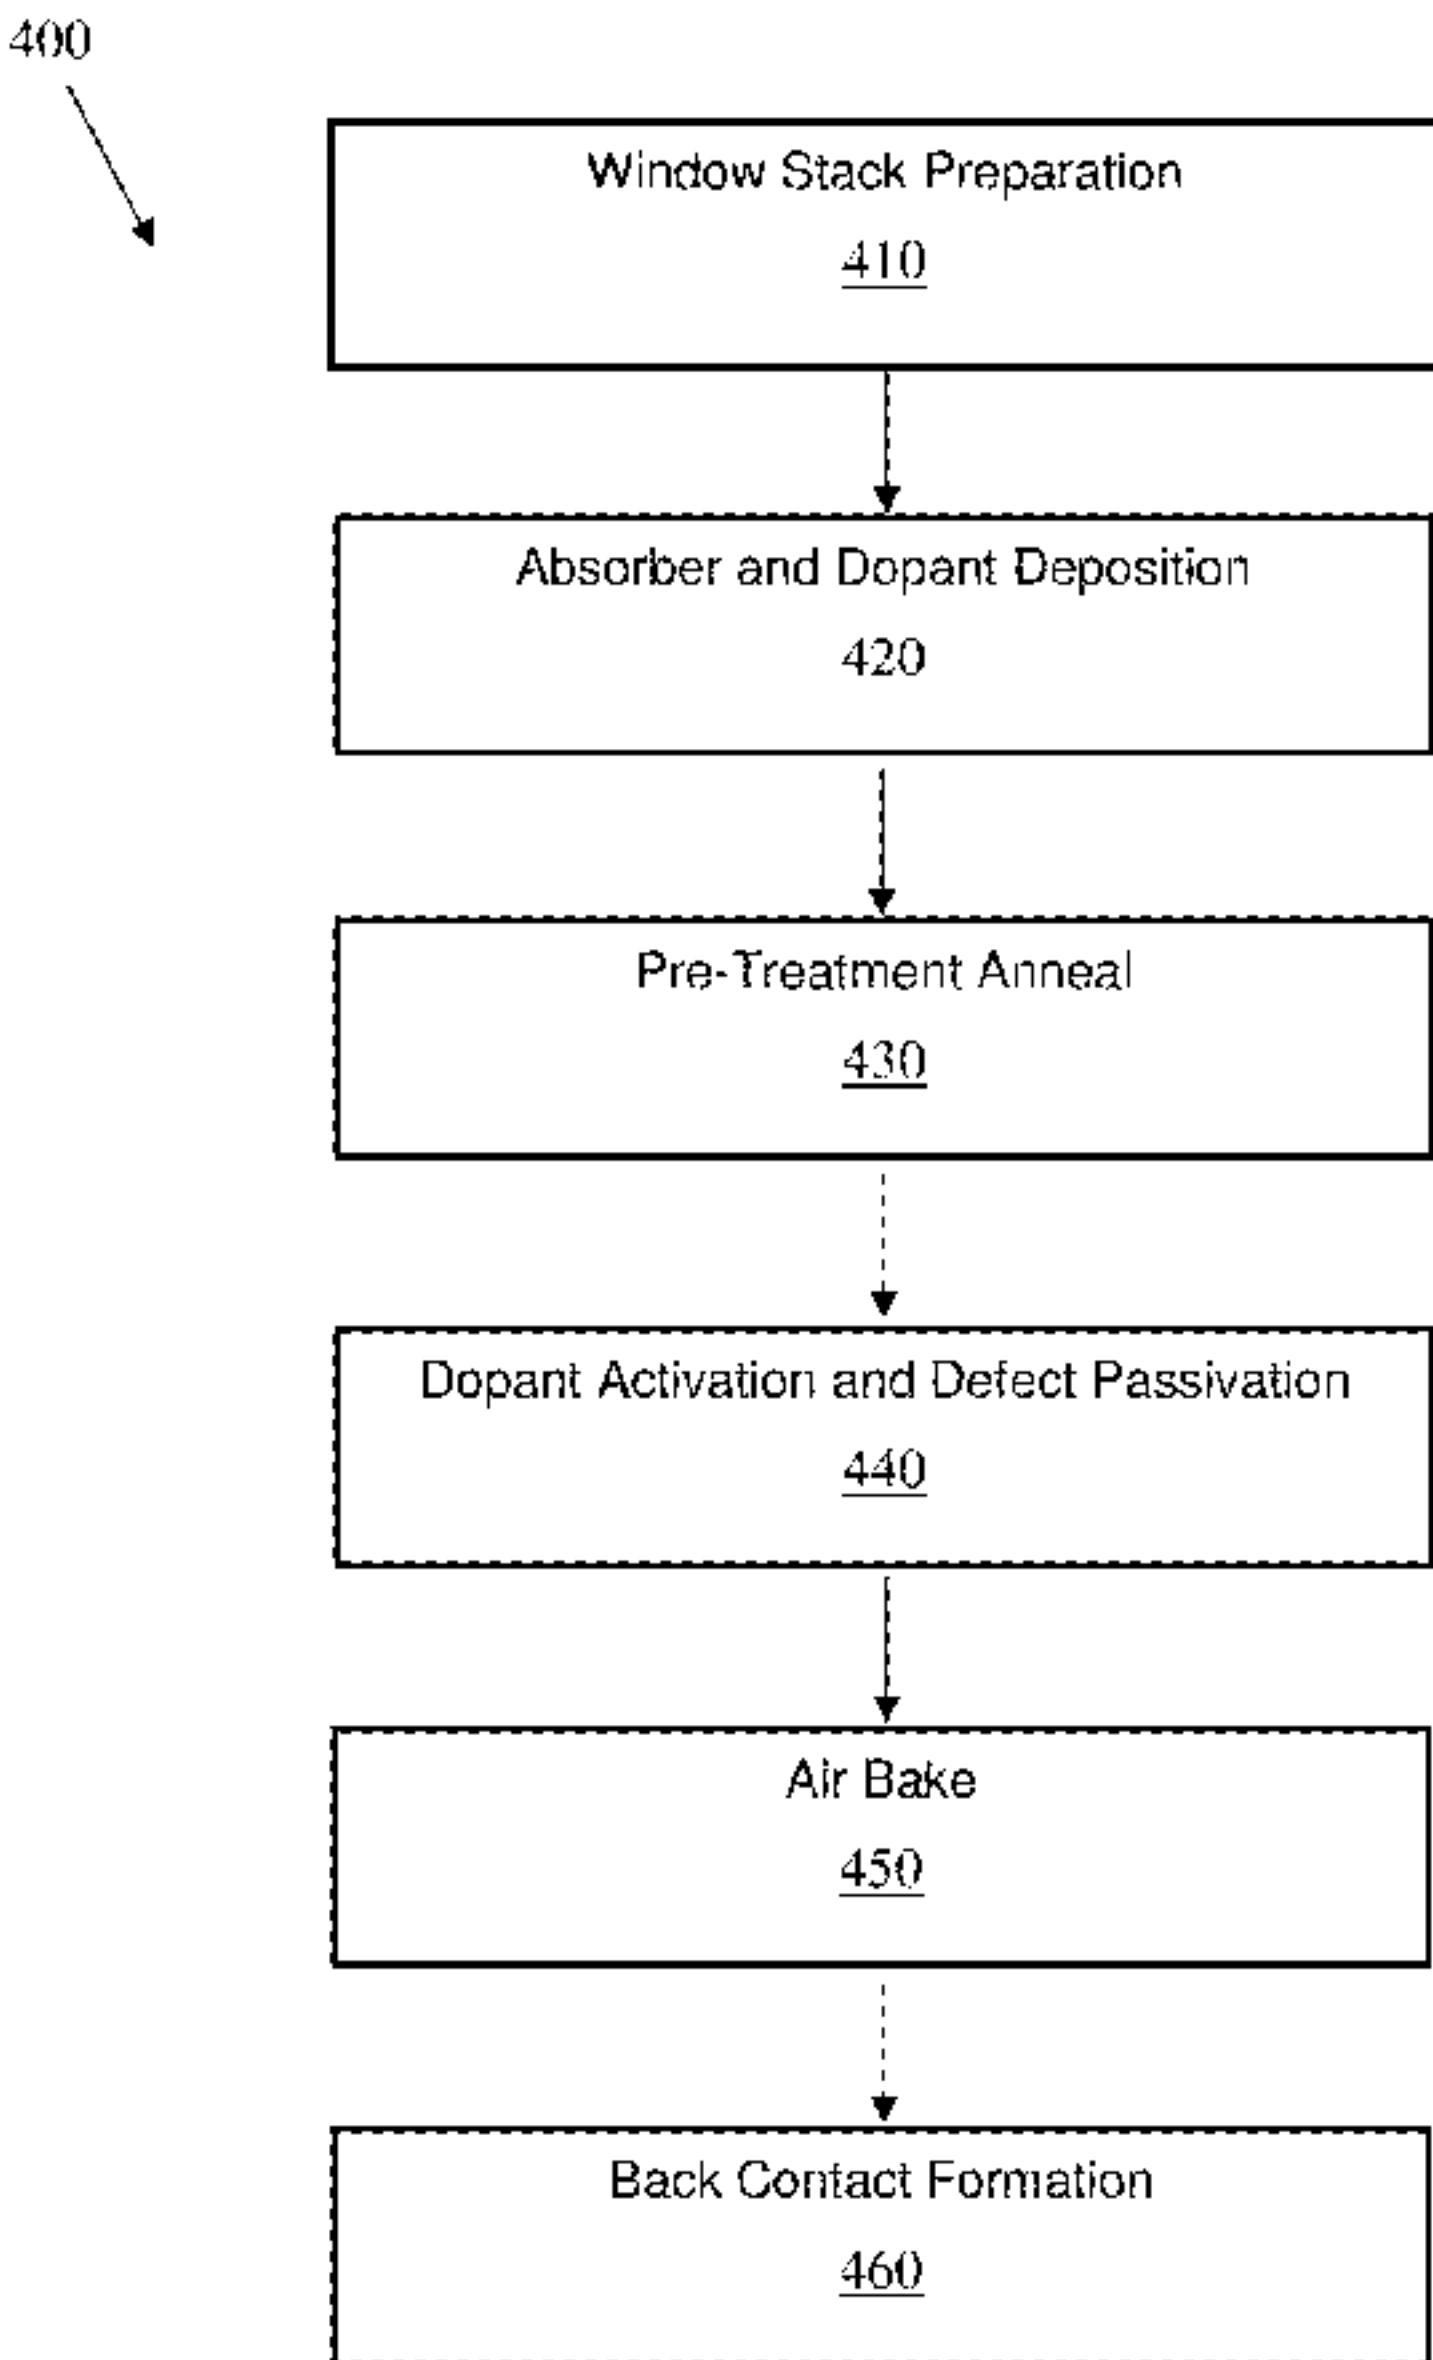 400
Window Stack Preparation
410
Absorber and Dopant Deposition
420
Pre-Treatment Anneal
430
Dopant Activation and Defect Passivation
440
Air Bake
450
Back Contact Formation
460